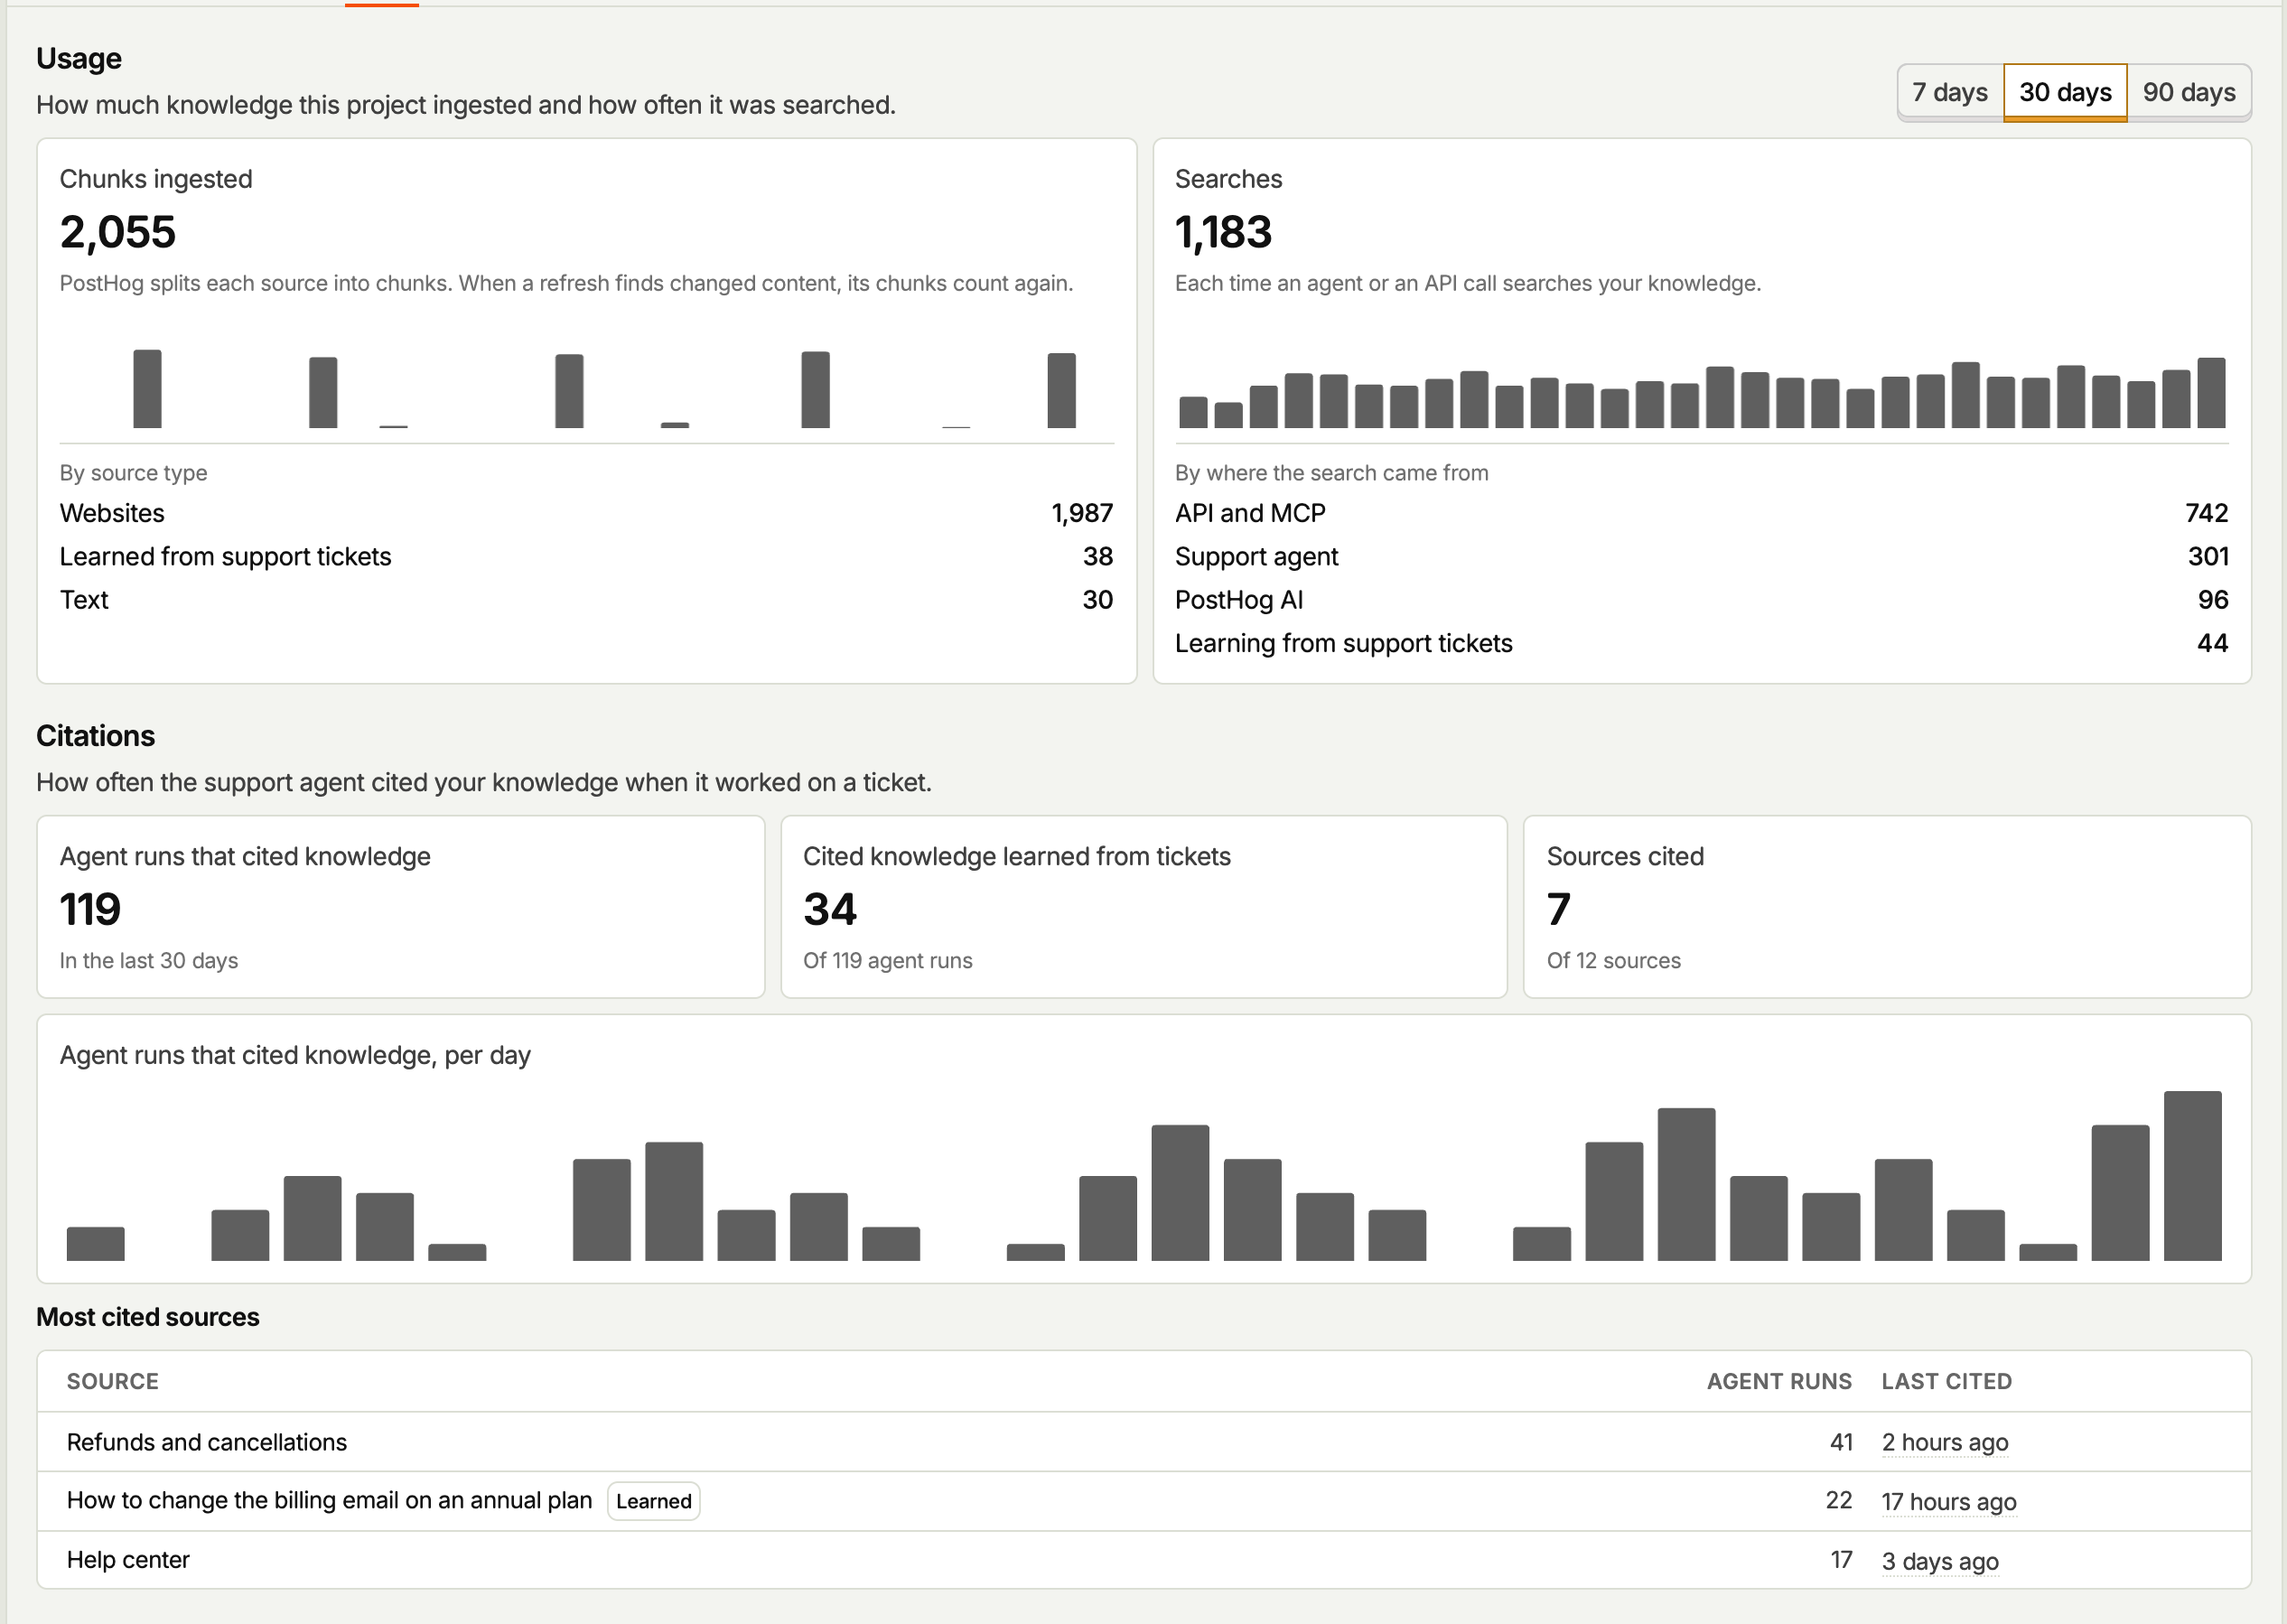 Usage
How much knowledge this project ingested and how often it was searched.
7 days 30 days 90 days
Chunks ingested
2,055
PostHog splits each source into chunks. When a refresh finds changed content, its chunks count again.
By source type
Websites 1,987
Learned from support tickets 38
Text 30
Searches
1,183
Each time an agent or an API call searches your knowledge.
By where the search came from
API and MCP 742
Support agent 301
PostHog AI 96
Learning from support tickets 44
Citations
How often the support agent cited your knowledge when it worked on a ticket.
Agent runs that cited knowledge
119
In the last 30 days
Cited knowledge learned from tickets
34
Of 119 agent runs
Sources cited
7
Of 12 sources
Agent runs that cited knowledge, per day
Most cited sources
SOURCE AGENT RUNS LAST CITED
Refunds and cancellations 41 2 hours ago
How to change the billing email on an annual plan Learned 22 17 hours ago
Help center 17 3 days ago